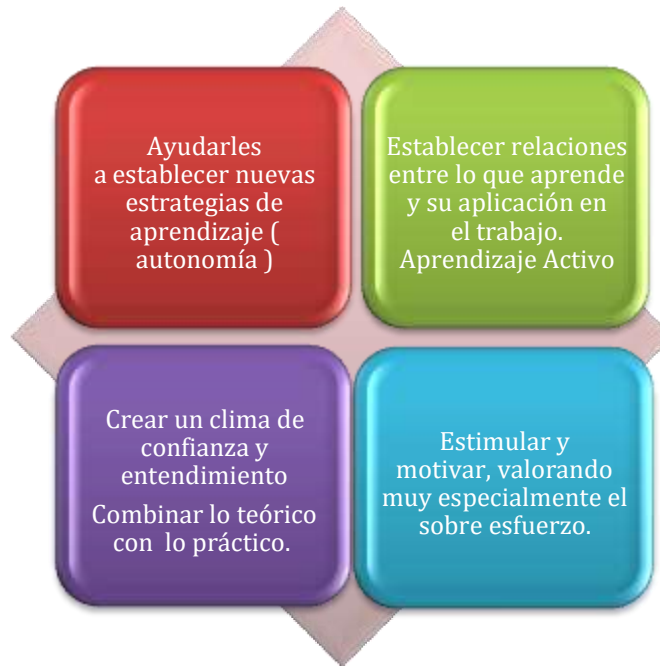 Ayudarles
a establecer nuevas
estrategias de
aprendizaje (
autonomía )
Establecer relaciones
entre lo que aprende
y su aplicación en
el trabajo.
Aprendizaje Activo
Crear un clima de
confianza y
entendimiento
Combinar lo teórico
con lo práctico.
Estimular y
motivar, valorando
muy especialmente el
sobre esfuerzo.